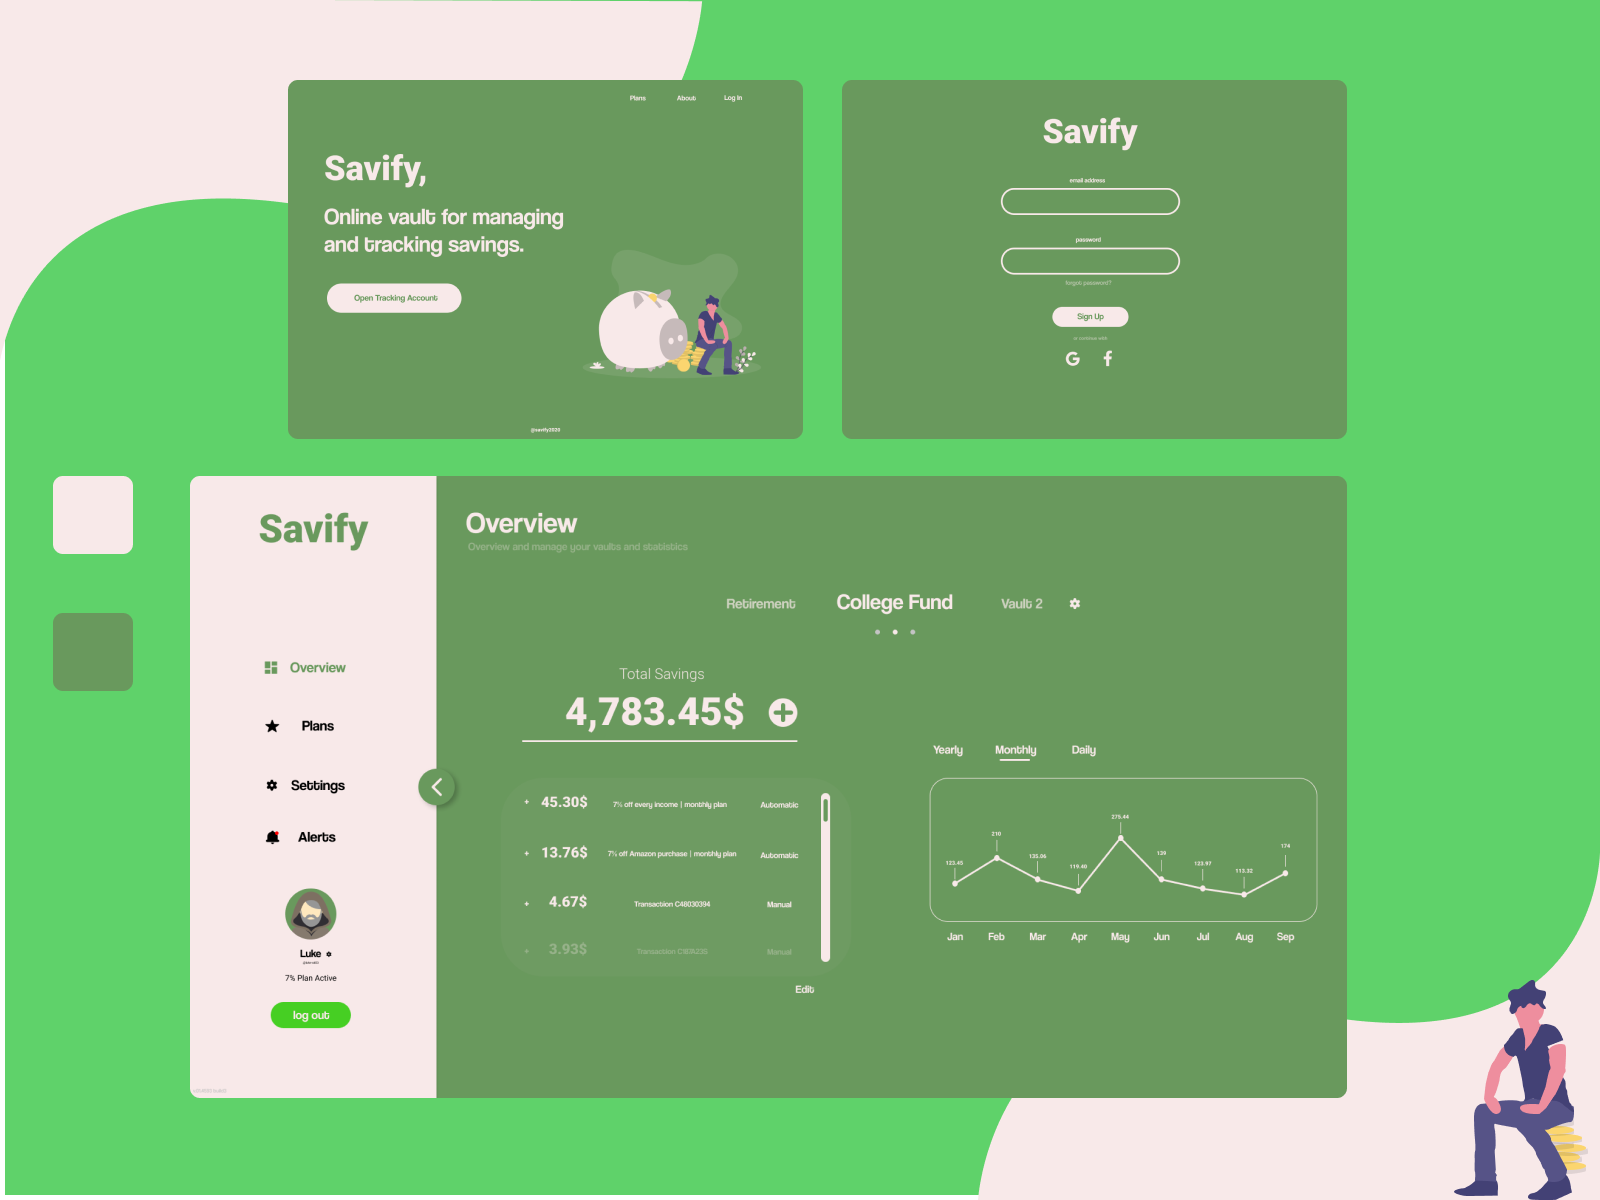 Plans About Log In
Savify,
Online vault for managing
and tracking savings.
Open Tracking Account
@savify2020
Savify
email address
password
forgot password?
Sign Up
or continue with
Savify
Overview
Plans
Settings
Alerts
Luke
7% Plan Active
log out
Overview
Overview and manage your vaults and statistics
Retirement College Fund Vault 2
Total Savings
4,783.45$
+ 45.30$ 7% off every income | monthly plan Automatic
+ 13.76$ 7% off Amazon purchase | monthly plan Automatic
+ 4.67$ Transaction C48030394 Manual
+ 3.93$ Transaction Manual
Edit
Yearly Monthly Daily
123.45 210 135.86 119.40 275.44 139 123.97 113.32 174
Jan Feb Mar Apr May Jun Jul Aug Sep